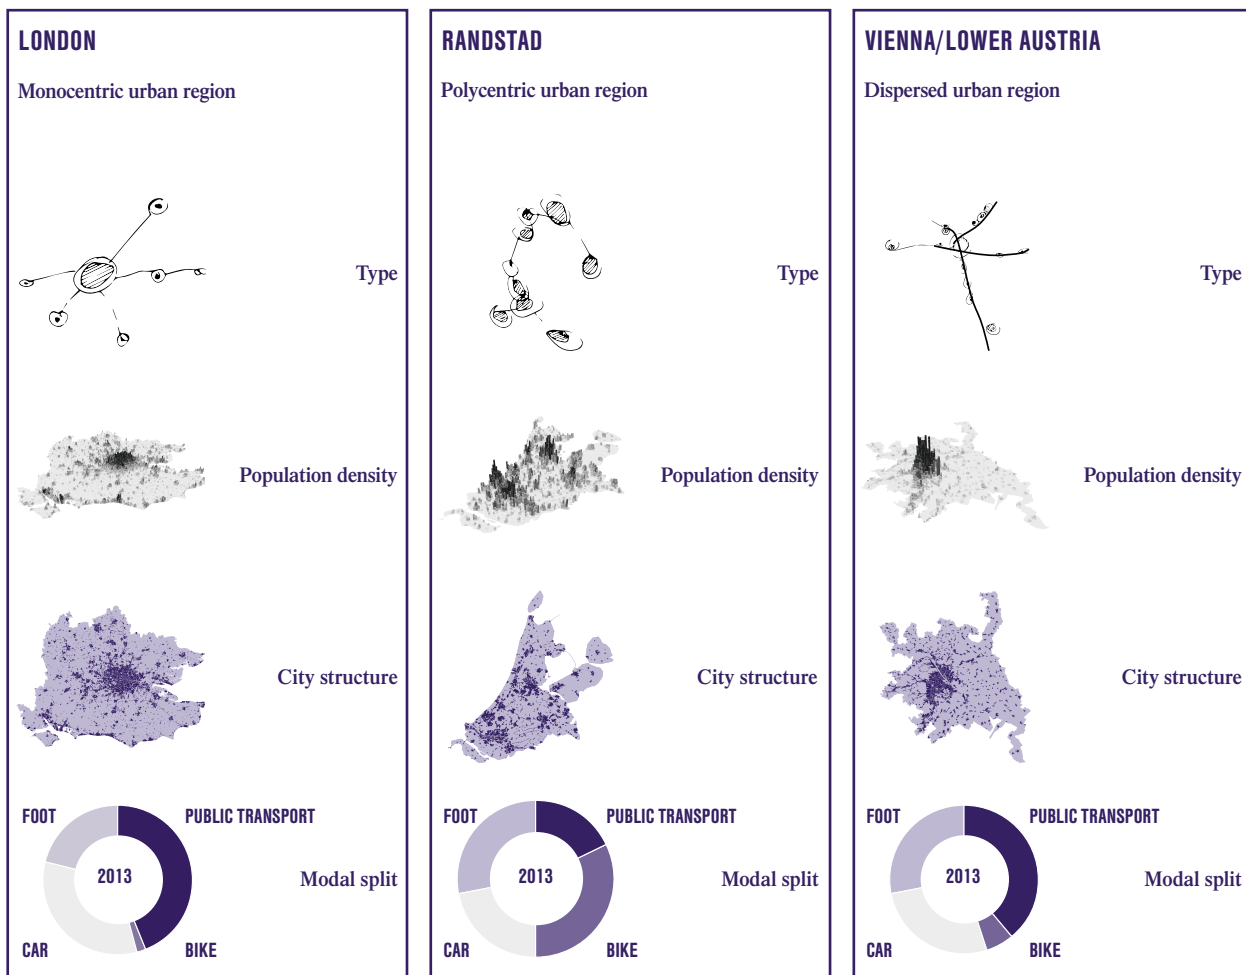 LONDON
Monocentric urban region
Type
Population density
City structure
FOOT
PUBLIC TRANSPORT
2013
Modal split
CAR
BIKE
RANDSTAD
Polycentric urban region
Type
Population density
City structure
FOOT
PUBLIC TRANSPORT
2013
Modal split
CAR
BIKE
VIENNA/LOWER AUSTRIA
Dispersed urban region
Type
Population density
City structure
FOOT
PUBLIC TRANSPORT
2013
Modal split
CAR
BIKE